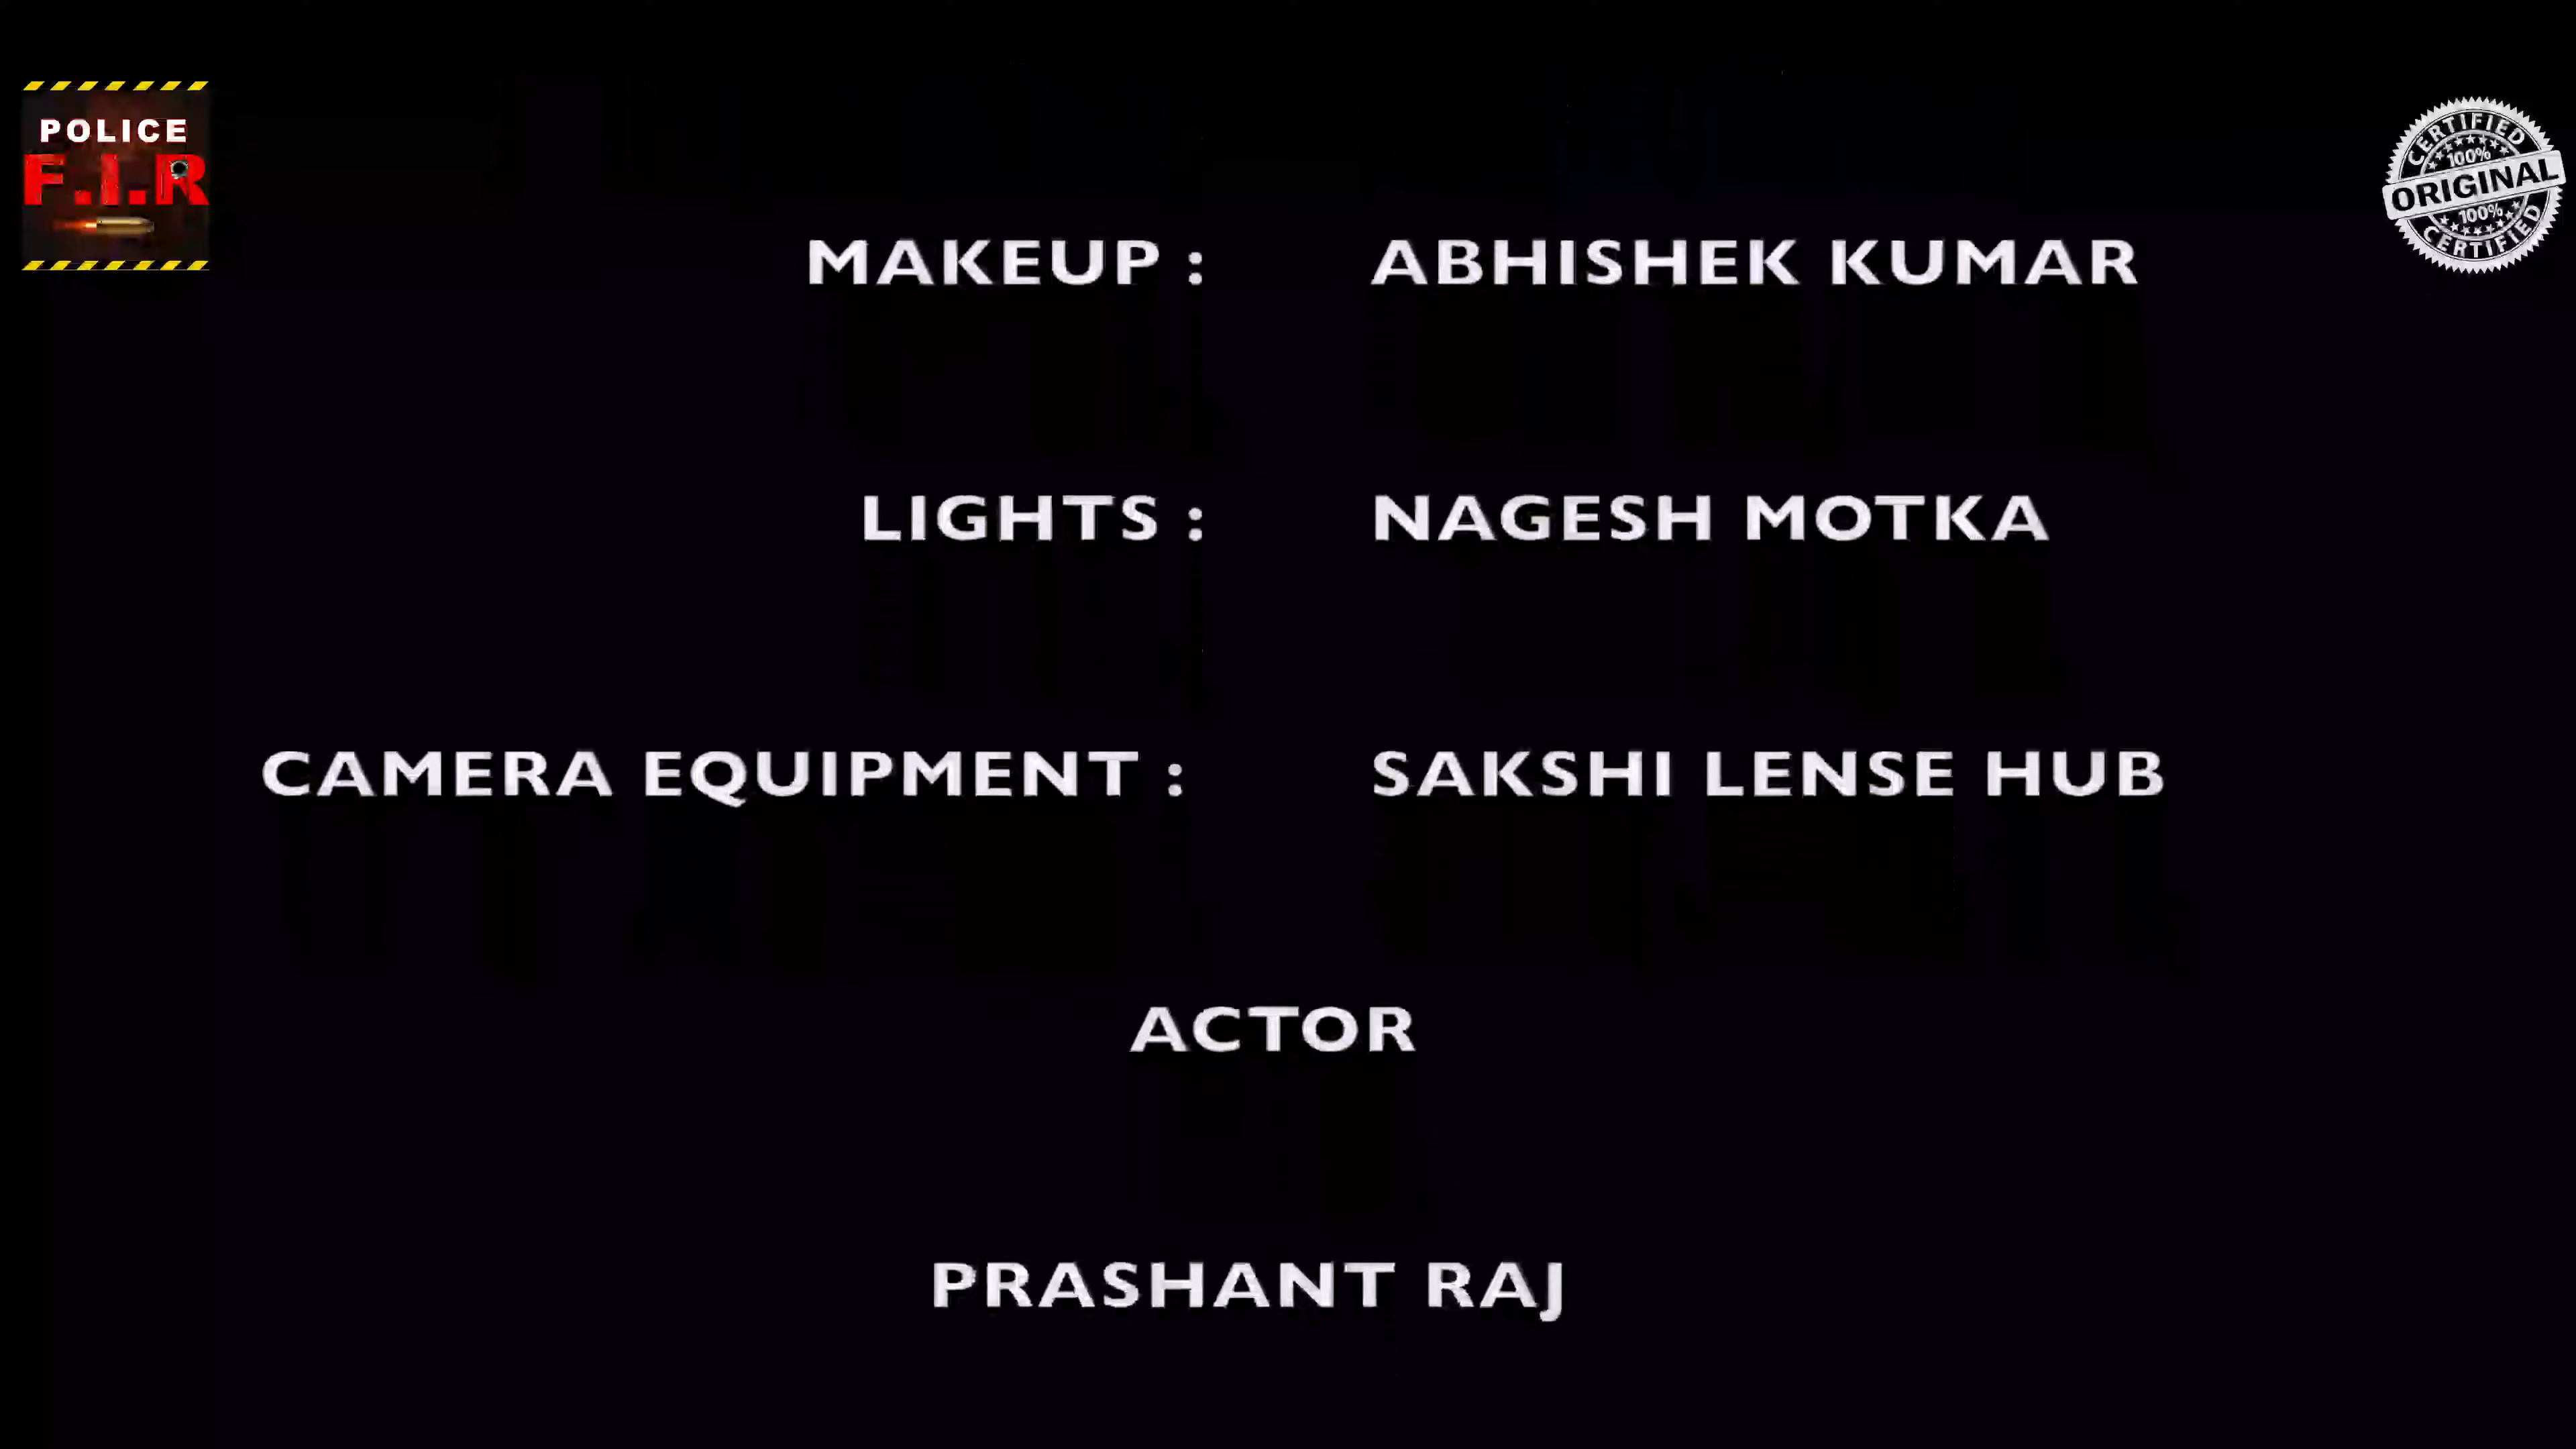 POLICE
F.I.R
CERTIFIED
100%
ORIGINAL
100%
CERTIFIED
MAKEUP : ABHISHEK KUMAR
LIGHTS : NAGESH MOTKA
CAMERA EQUIPMENT : SAKSHI LENSE HUB
ACTOR
PRASHANT RAJ